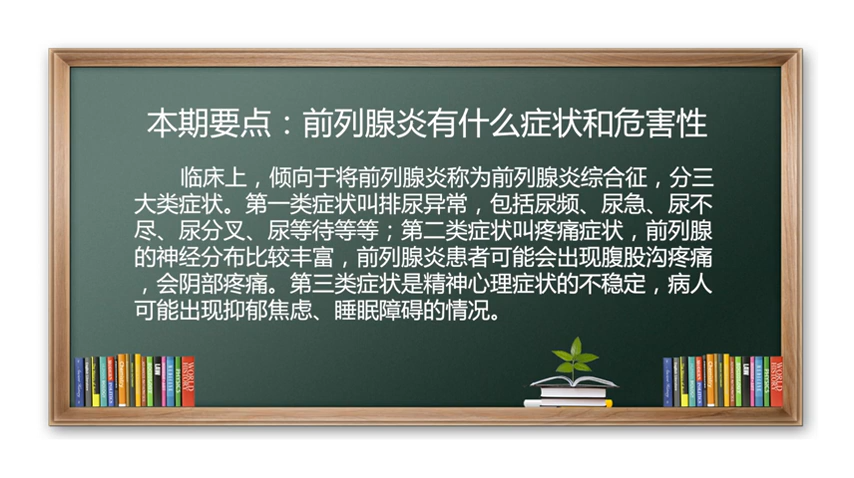 本期要点：前列腺炎有什么症状和危害性
临床上，倾向于将前列腺炎称为前列腺炎综合征，分三
大类症状。第一类症状叫排尿异常，包括尿频、尿急、尿不
尽、尿分叉、尿等待等等；第二类症状叫疼痛症状，前列腺
的神经分布比较丰富，前列腺炎患者可能会出现腹股沟疼痛
，会阴部疼痛。第三类症状是精神心理症状的不稳定，病人
可能出现抑郁焦虑、睡眠障碍的情况。
WORLD HISTORY
WORLD HISTORY